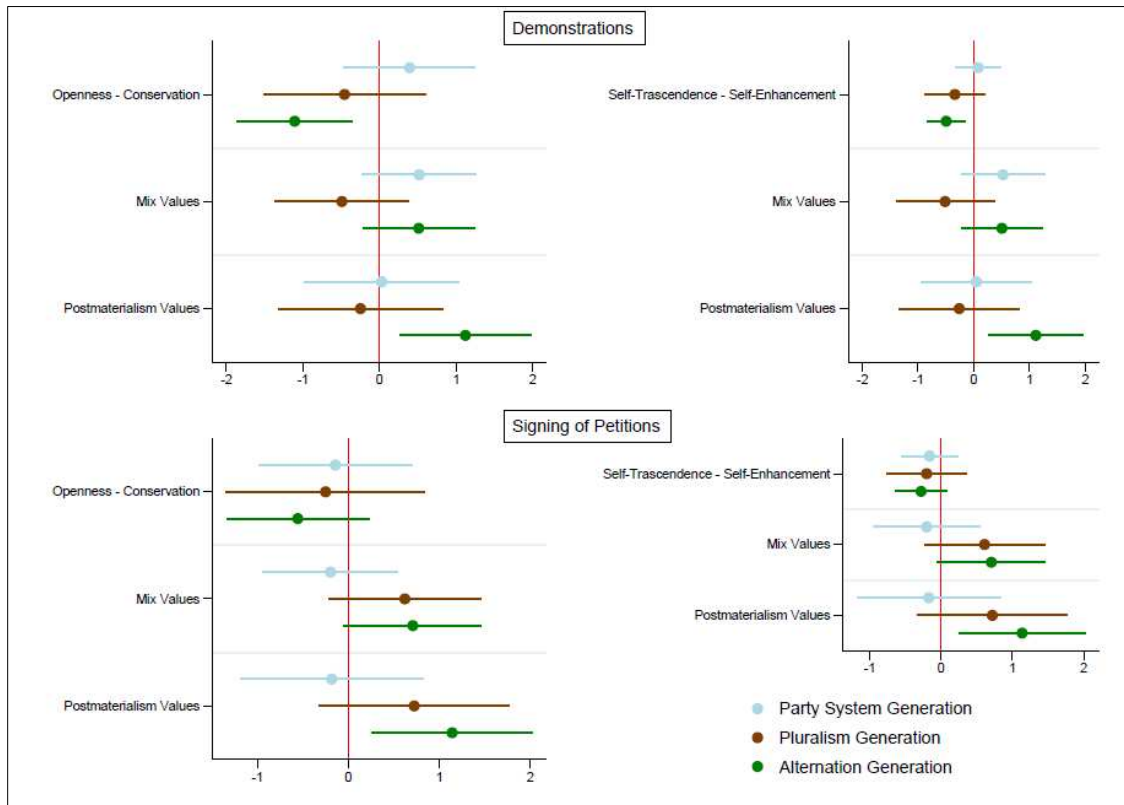 Demonstrations
Openness - Conservation
Mix Values
Postmaterialism Values
-2 -1 0 1 2
Self-Trascendence - Self-Enhancement
Mix Values
Postmaterialism Values
-2 -1 0 1 2
Signing of Petitions
Openness - Conservation
Mix Values
Postmaterialism Values
-1 0 1 2
Self-Trascendence - Self-Enhancement
Mix Values
Postmaterialism Values
-1 0 1 2
Party System Generation
Pluralism Generation
Alternation Generation